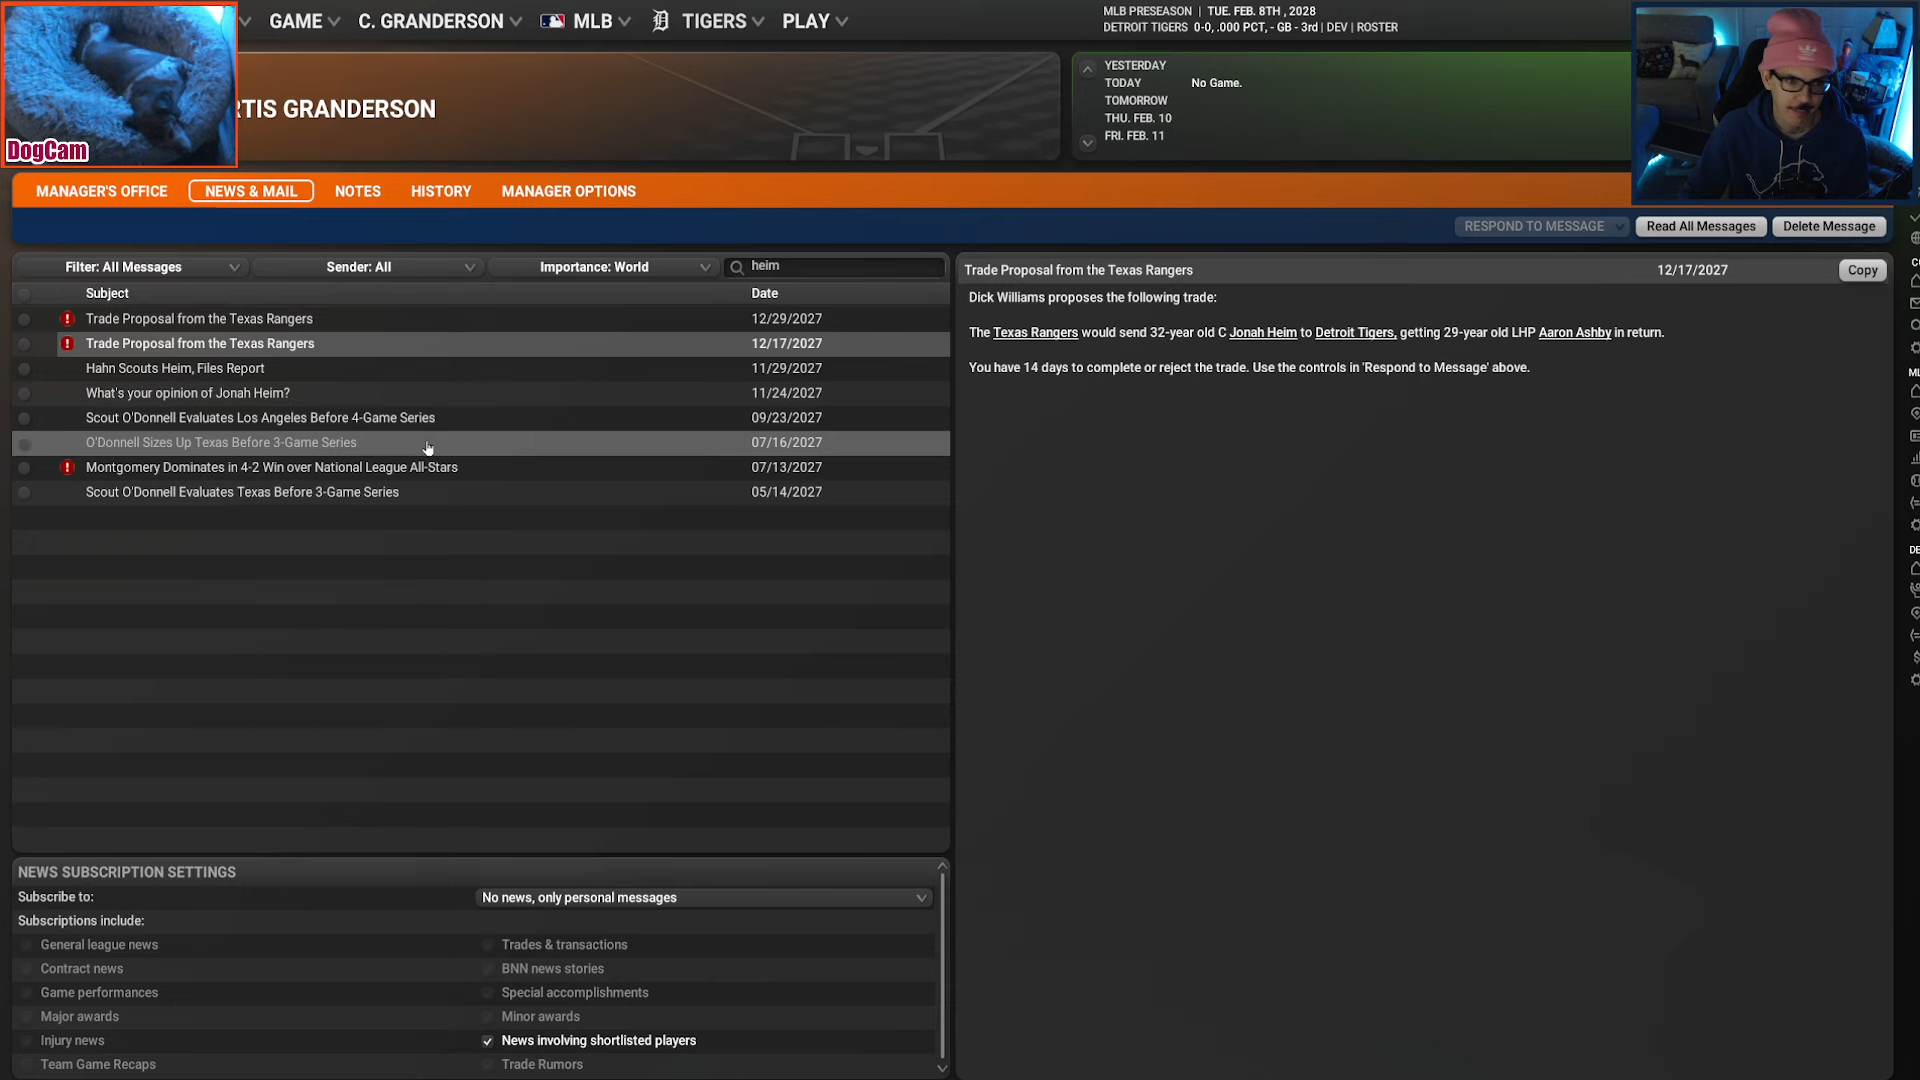 GAME
C. GRANDERSON
MLB
TIGERS
PLAY
MLB PRESEASON | TUE. FEB. 8TH , 2028
DETROIT TIGERS 0-0, .000 PCT, - GB - 3rd | DEV | ROSTER
DogCam
TIS GRANDERSON
YESTERDAY
TODAY No Game.
TOMORROW
THU. FEB. 10
FRI. FEB. 11
MANAGER'S OFFICE
NEWS & MAIL
NOTES
HISTORY
MANAGER OPTIONS
RESPOND TO MESSAGE
Read All Messages
Delete Message
Filter: All Messages
Sender: All
Importance: World
heim
Subject Date
Trade Proposal from the Texas Rangers 12/29/2027
Trade Proposal from the Texas Rangers 12/17/2027
Hahn Scouts Heim, Files Report 11/29/2027
What's your opinion of Jonah Heim? 11/24/2027
Scout O'Donnell Evaluates Los Angeles Before 4-Game Series 09/23/2027
O'Donnell Sizes Up Texas Before 3-Game Series 07/16/2027
Montgomery Dominates in 4-2 Win over National League All-Stars 07/13/2027
Scout O'Donnell Evaluates Texas Before 3-Game Series 05/14/2027
Trade Proposal from the Texas Rangers 12/17/2027 Copy
Dick Williams proposes the following trade:
The Texas Rangers would send 32-year old C Jonah Heim to Detroit Tigers, getting 29-year old LHP Aaron Ashby in return.
You have 14 days to complete or reject the trade. Use the controls in 'Respond to Message' above.
NEWS SUBSCRIPTION SETTINGS
Subscribe to: No news, only personal messages
Subscriptions include:
General league news Trades & transactions
Contract news BNN news stories
Game performances Special accomplishments
Major awards Minor awards
Injury news News involving shortlisted players
Team Game Recaps Trade Rumors